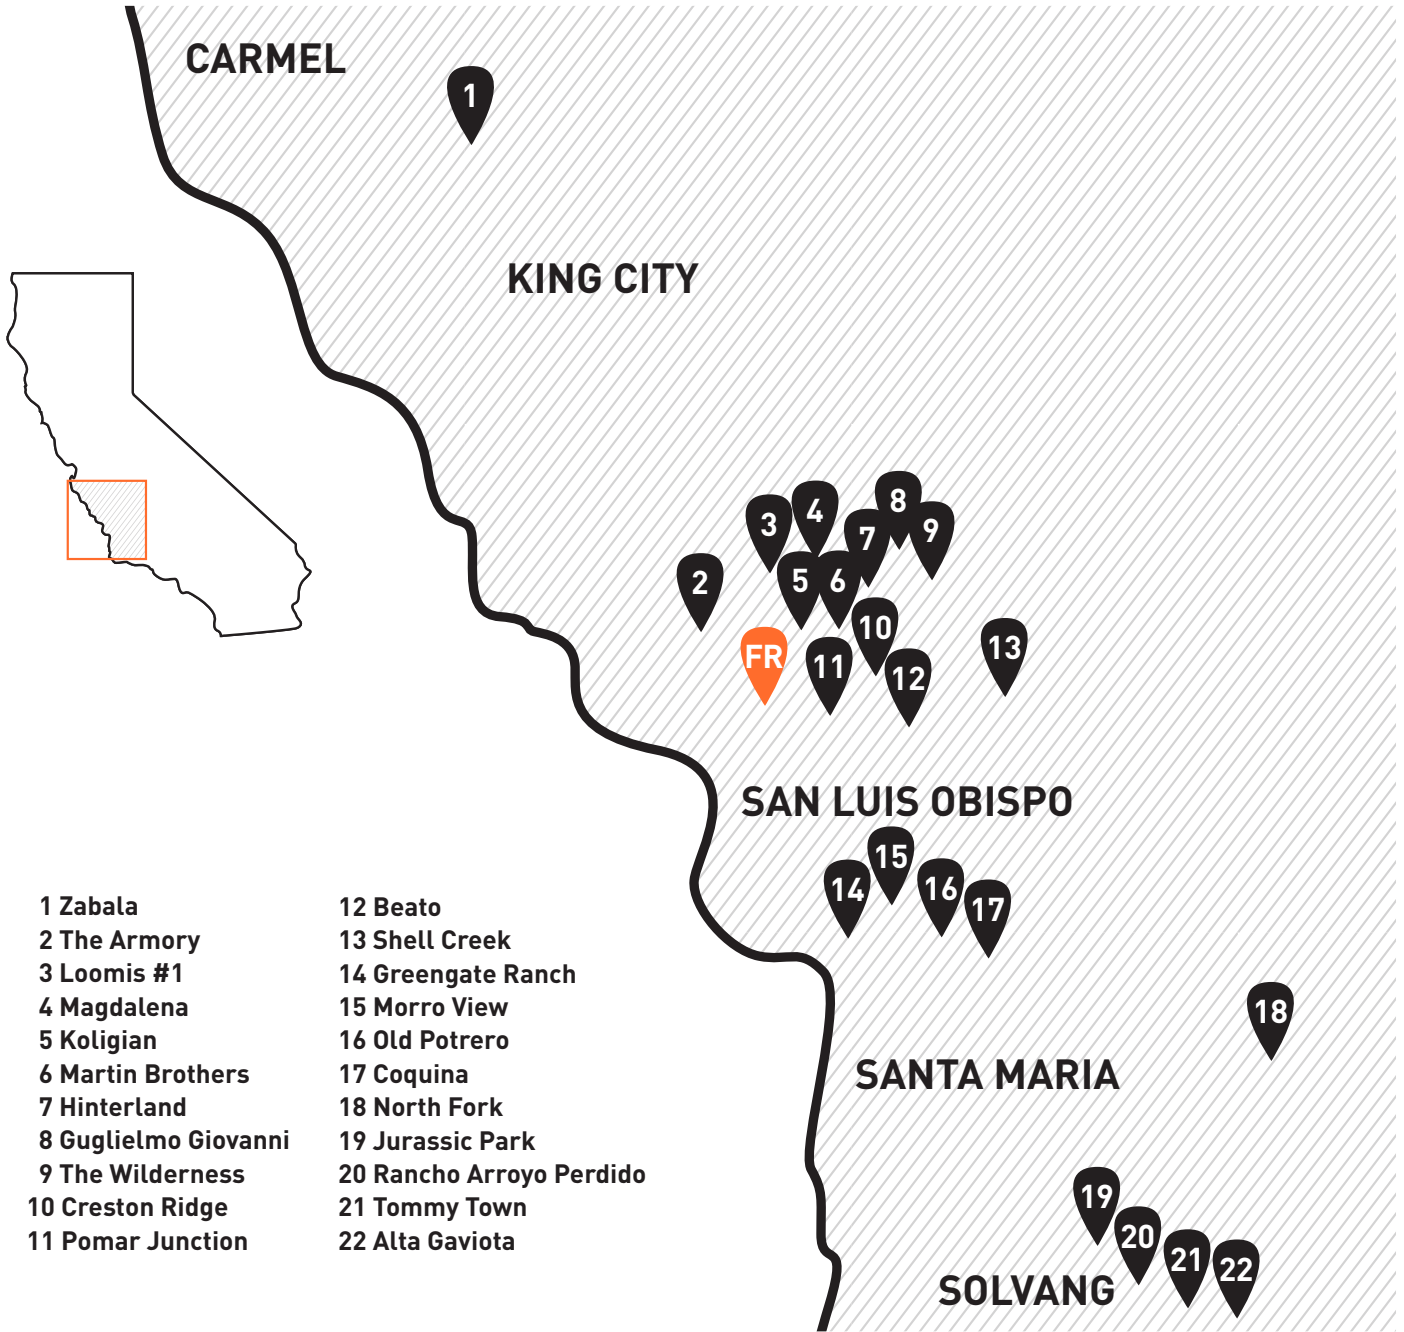 CARMEL
1
KING CITY
8
4
3
9
7
5
6
2
10
13
FR
11
12
SAN LUIS OBISPO
15
14
16
17
18
SANTA MARIA
19
20
21
22
SOLVANG
1 Zabala
2 The Armory
3 Loomis #1
4 Magdalena
5 Koligian
6 Martin Brothers
7 Hinterland
8 Guglielmo Giovanni
9 The Wilderness
10 Creston Ridge
11 Pomar Junction
12 Beato
13 Shell Creek
14 Greengate Ranch
15 Morro View
16 Old Potrero
17 Coquina
18 North Fork
19 Jurassic Park
20 Rancho Arroyo Perdido
21 Tommy Town
22 Alta Gaviota